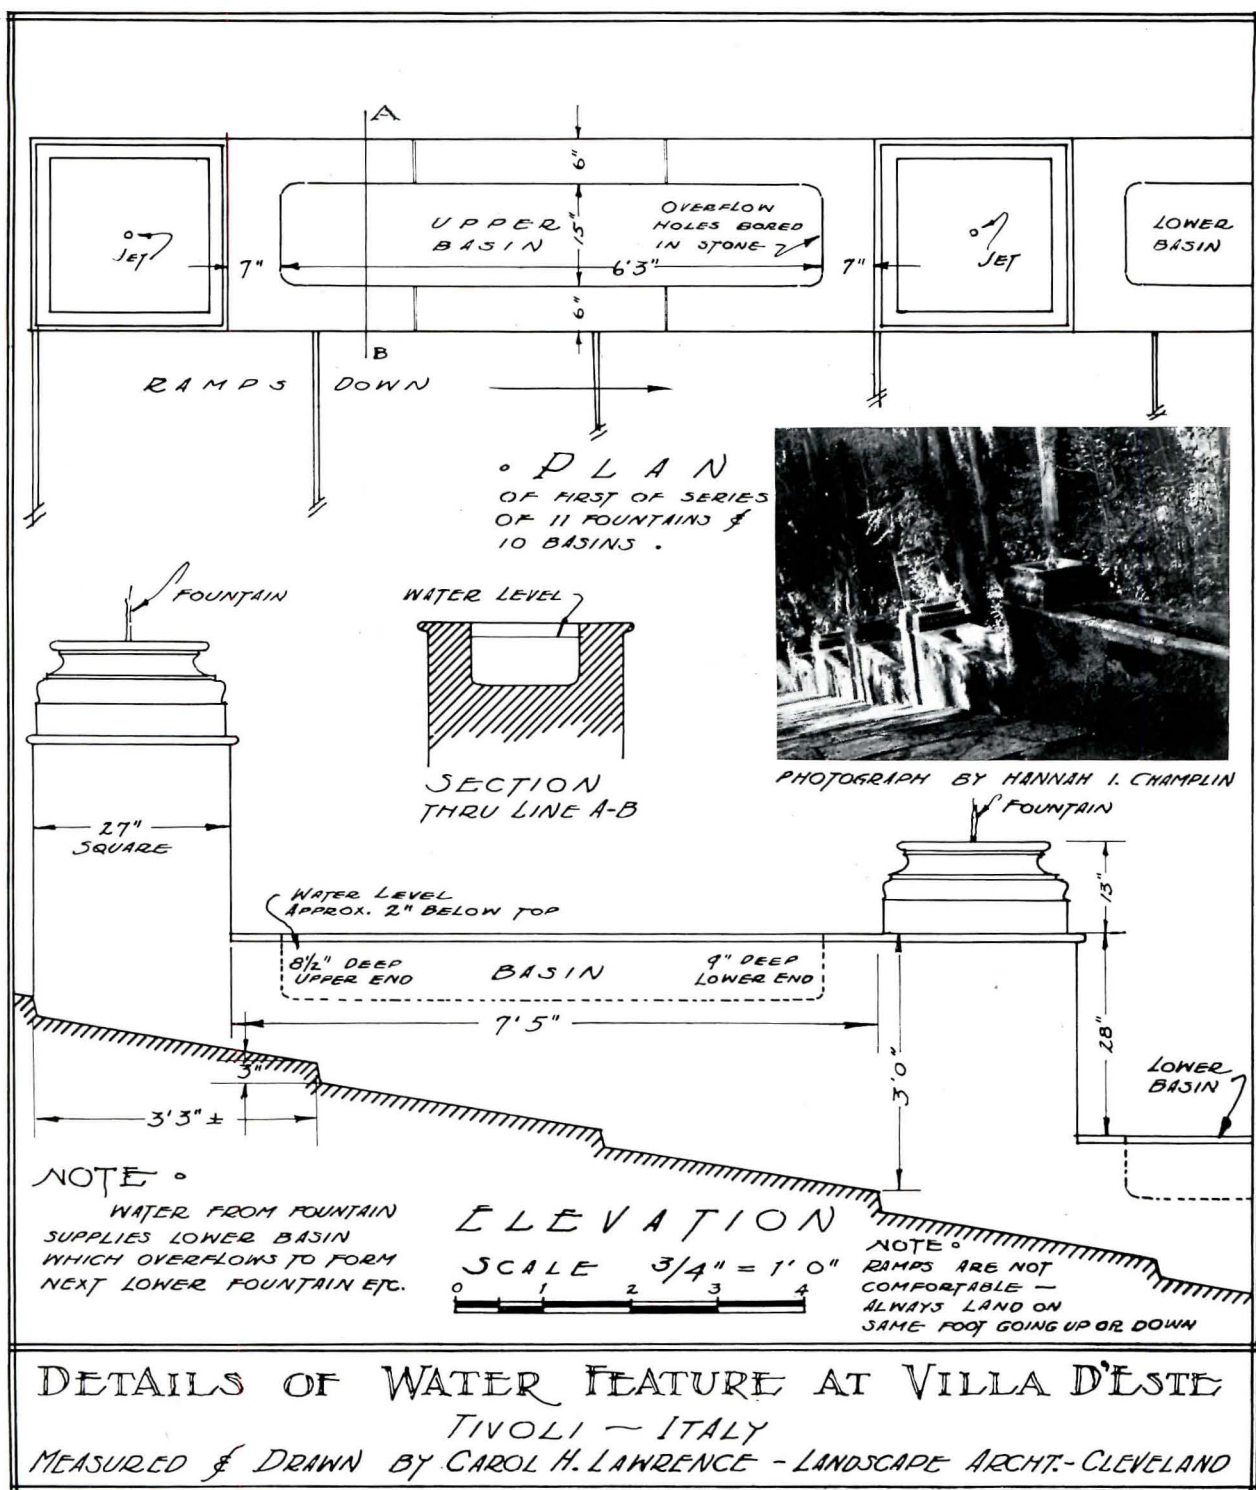 A
6"
UPPER
BASIN
15"
OVERFLOW
HOLES BORED
IN STONE
LOWER
BASIN
JET
7"
6'3"
7"
JET
6"
B
RAMPS DOWN
• PLAN
OF FIRST OF SERIES
OF 11 FOUNTAINS &
10 BASINS .
FOUNTAIN
WATER LEVEL
SECTION
THRU LINE A-B
PHOTOGRAPH BY HANNAH I. CHAMPLIN
FOUNTAIN
27"
SQUARE
13"
WATER LEVEL
APPROX. 2" BELOW TOP
8½" DEEP
UPPER END
BASIN
9" DEEP
LOWER END
7'5"
28"
3"
3'0"
LOWER
BASIN
3'3" ±
NOTE •
WATER FROM FOUNTAIN
SUPPLIES LOWER BASIN
WHICH OVERFLOWS TO FORM
NEXT LOWER FOUNTAIN ETC.
ELEVATION
SCALE 3/4" = 1'0"
0 1 2 3 4
NOTE •
RAMPS ARE NOT
COMFORTABLE —
ALWAYS LAND ON
SAME FOOT GOING UP OR DOWN
DETAILS OF WATER FEATURE AT VILLA D'ESTE
TIVOLI ~ ITALY
MEASURED & DRAWN BY CAROL H. LAWRENCE - LANDSCAPE ARCHT.- CLEVELAND